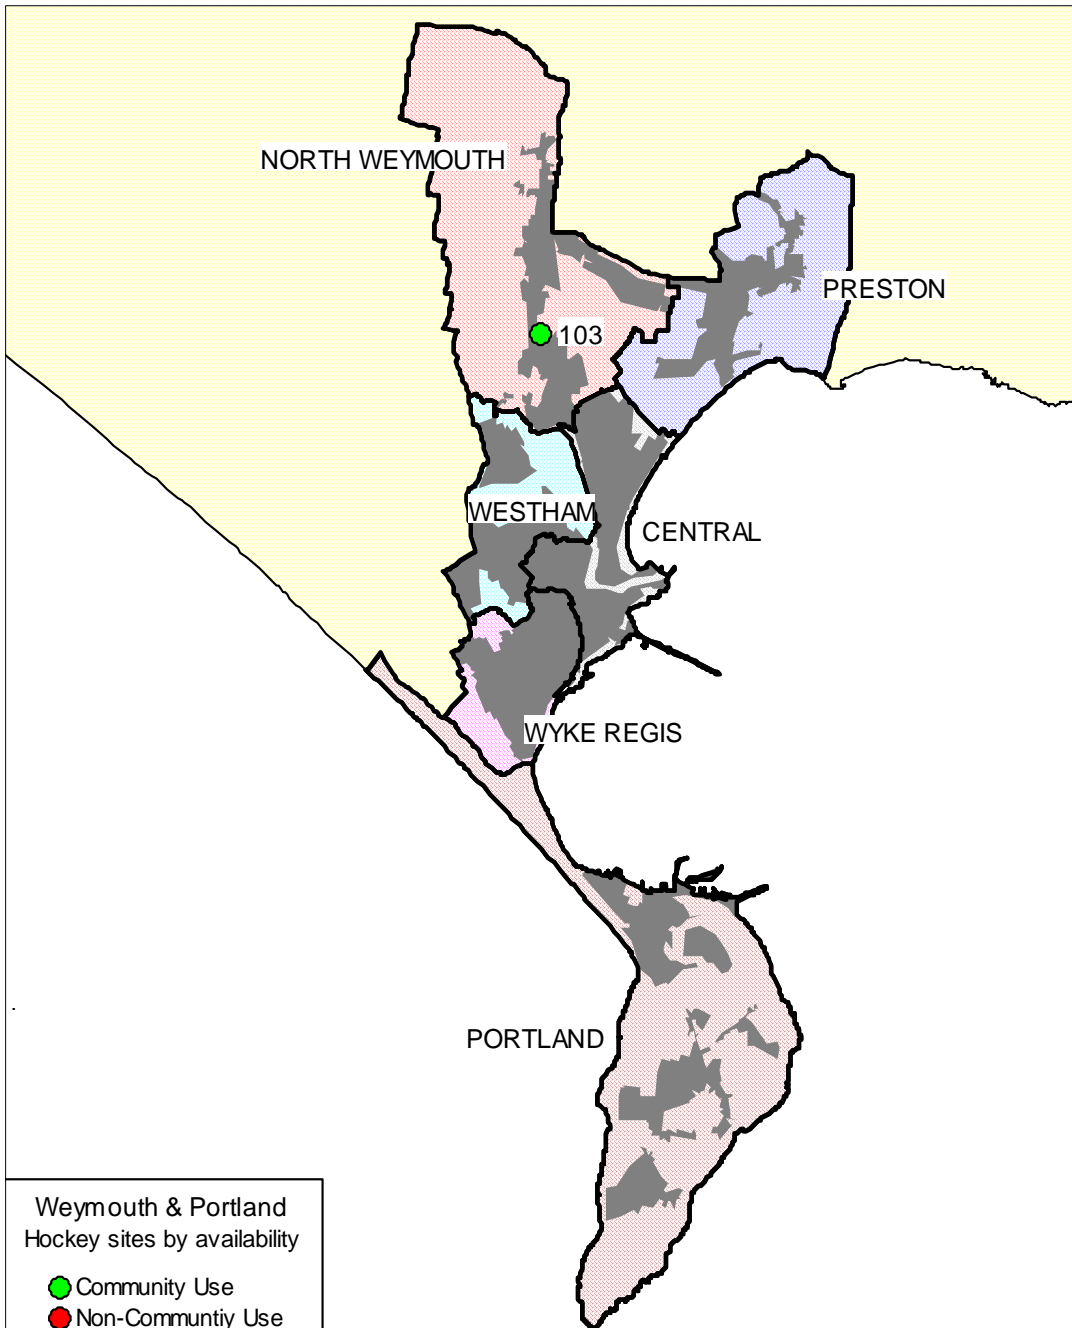 NORTH WEYMOUTH
PRESTON
103
WESTHAM
CENTRAL
WYKE REGIS
PORTLAND
Weymouth & Portland
Hockey sites by availability
Community Use
Non-Communtiy Use